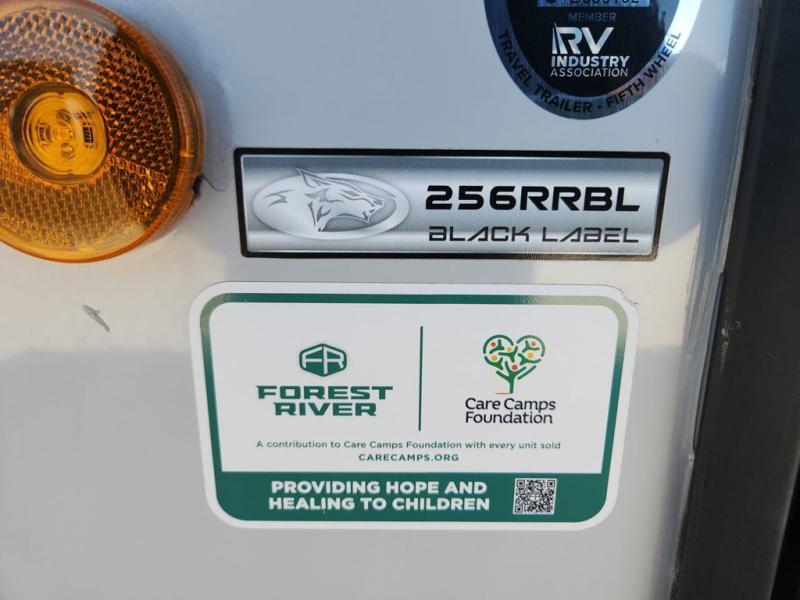 MEMBER
RV
INDUSTRY
ASSOCIATION
TRAVEL TRAILER • FIFTH WHEEL
256RRBL
BLACK LABEL
FR
FOREST
RIVER
Care Camps
Foundation
A contribution to Care Camps Foundation with every unit sold
CARECAMPS.ORG
PROVIDING HOPE AND
HEALING TO CHILDREN